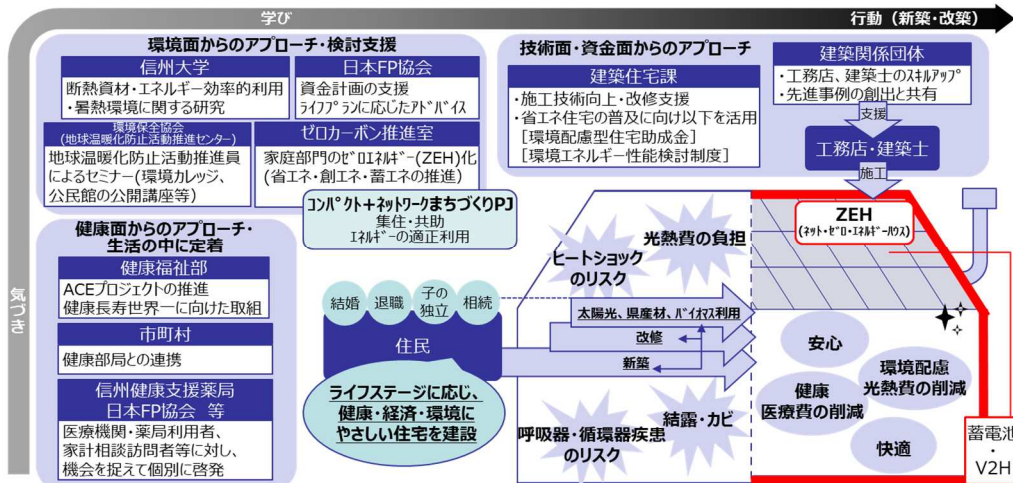 学び
行動（新築・改築）
気づき
環境面からのアプローチ・検討支援
信州大学
断熱資材・エネルギー効率的利用
・暑熱環境に関する研究
日本FP協会
資金計画の支援
ﾗｲﾌﾌﾟﾗﾝに応じたｱﾄﾞﾊﾞｲｽ
環境保全協会
(地球温暖化防止活動推進センター)
地球温暖化防止活動推進員
によるセミナー(環境カレッジ、
公民館の公開講座等)
ゼロカーボン推進室
家庭部門のｾﾞﾛｴﾈﾙｷﾞｰ(ZEH)化
(省エネ・創エネ・蓄エネの推進)
ｺﾝﾊﾟｸﾄ＋ﾈｯﾄﾜｰｸまちづくりPJ
集住・共助
ｴﾈﾙｷﾞｰの適正利用
技術面・資金面からのアプローチ
建築住宅課
・施工技術向上・改修支援
・省エネ住宅の普及に向け以下を活用
［環境配慮型住宅助成金］
［環境エネルギー性能検討制度］
建築関係団体
・工務店、建築士のｽｷﾙｱｯﾌﾟ
・先進事例の創出と共有
支援
工務店・建築士
施工
健康面からのアプローチ・
生活の中に定着
健康福祉部
ACEプロジェクトの推進
健康長寿世界一に向けた取組
市町村
健康部局との連携
信州健康支援薬局
日本FP協会 等
医療機関・薬局利用者、
家計相談訪問者等に対し、
機会を捉えて個別に啓発
結婚
退職
子の
独立
相続
住民
ライフステージに応じ、
健康・経済・環境に
やさしい住宅を建設
ヒートショック
のリスク
光熱費の負担
太陽光、県産材、ﾊﾞｲｵﾏｽ利用
改修
新築
呼吸器・循環器疾患
のリスク
結露・カビ
ZEH
(ﾈｯﾄ・ｾﾞﾛ・ｴﾈﾙｷﾞｰﾊｳｽ)
安心
環境配慮
光熱費の削減
健康
医療費の削減
快適
蓄電池
・
V2H